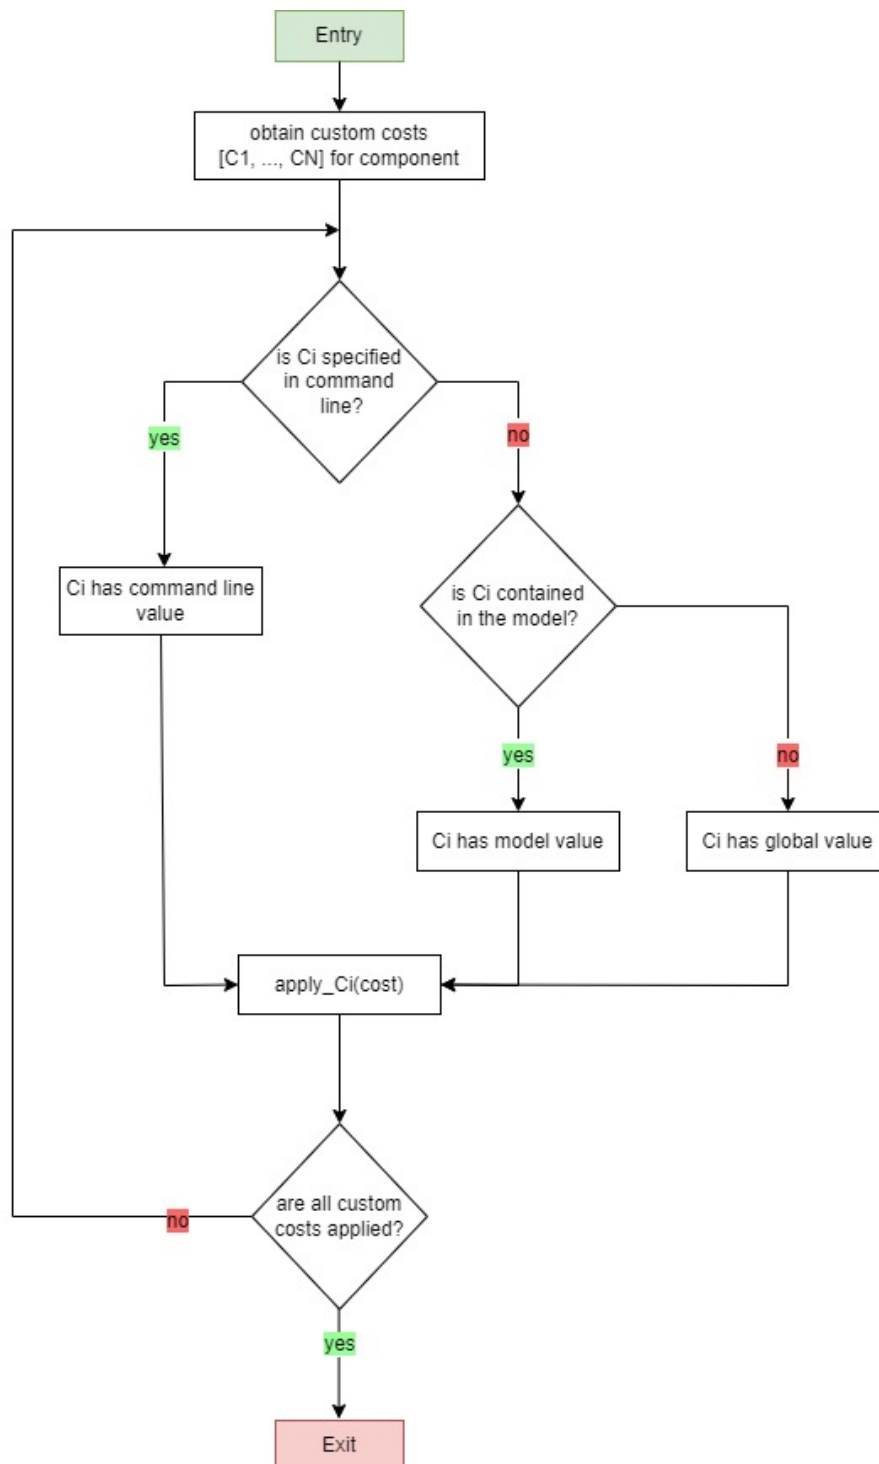 Entry
obtain custom costs
[C1, ..., CN] for component
is Ci specified
in command
line?
yes
no
Ci has command line
value
is Ci contained
in the model?
yes
no
Ci has model value
Ci has global value
apply_Ci(cost)
are all custom
costs applied?
no
yes
Exit